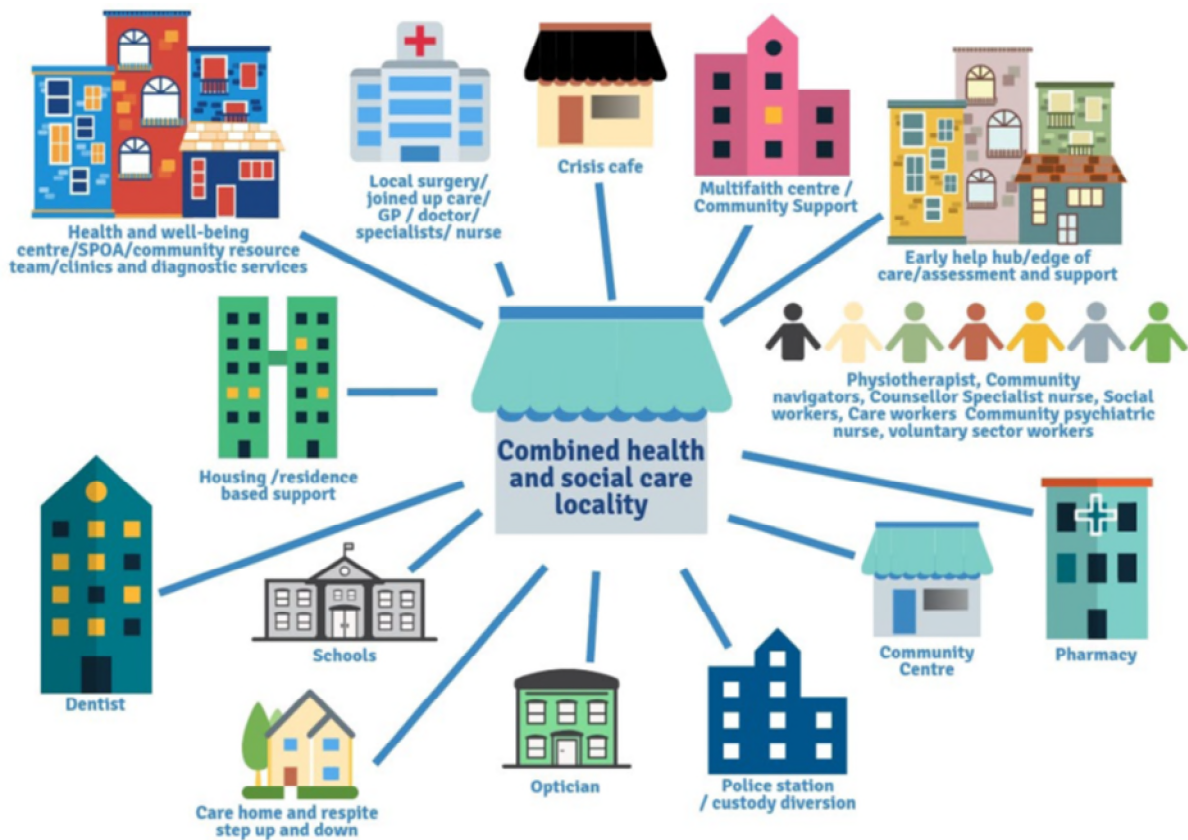 Health and well-being
centre/SPOA/community resource
team/clinics and diagnostic services
Local surgery/
joined up care/
GP / doctor/
specialists/ nurse
Crisis cafe
Multifaith centre /
Community Support
Early help hub/edge of
care/assessment and support
Physiotherapist, Community
navigators, Counsellor Specialist nurse, Social
workers, Care workers Community psychiatric
nurse, voluntary sector workers
Housing /residence
based support
Combined health
and social care
locality
Dentist
Schools
Care home and respite
step up and down
Optician
Police station
/ custody diversion
Community
Centre
Pharmacy